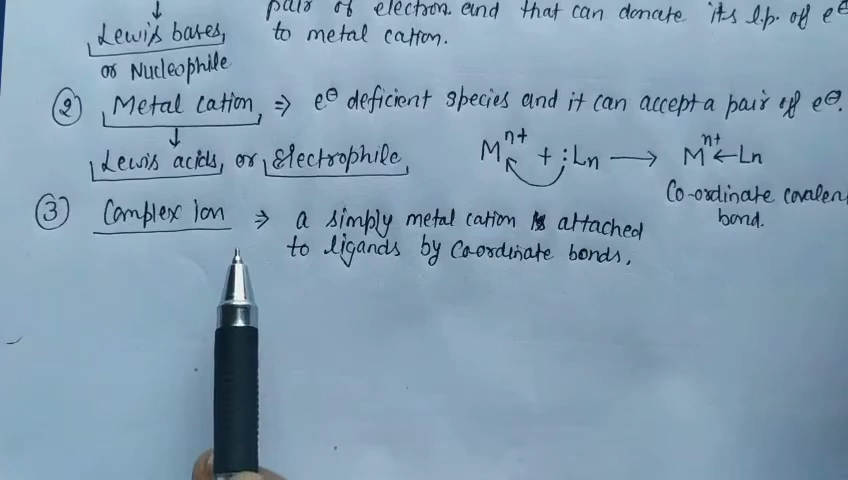 pair of electron and that can donate its l.p. of e⊖
Lewis bases,
to metal cation.
or Nucleophile
② Metal cation, ⇒ e⊖ deficient species and it can accept a pair of e⊖.
Lewis acids, or Electrophile,
Mⁿ⁺ + :Ln ⟶ Mⁿ⁺←Ln
Co-ordinate covalen
bond.
③ Complex Ion ⇒ a simply metal cation is attached
to ligands by Co-ordinate bonds.